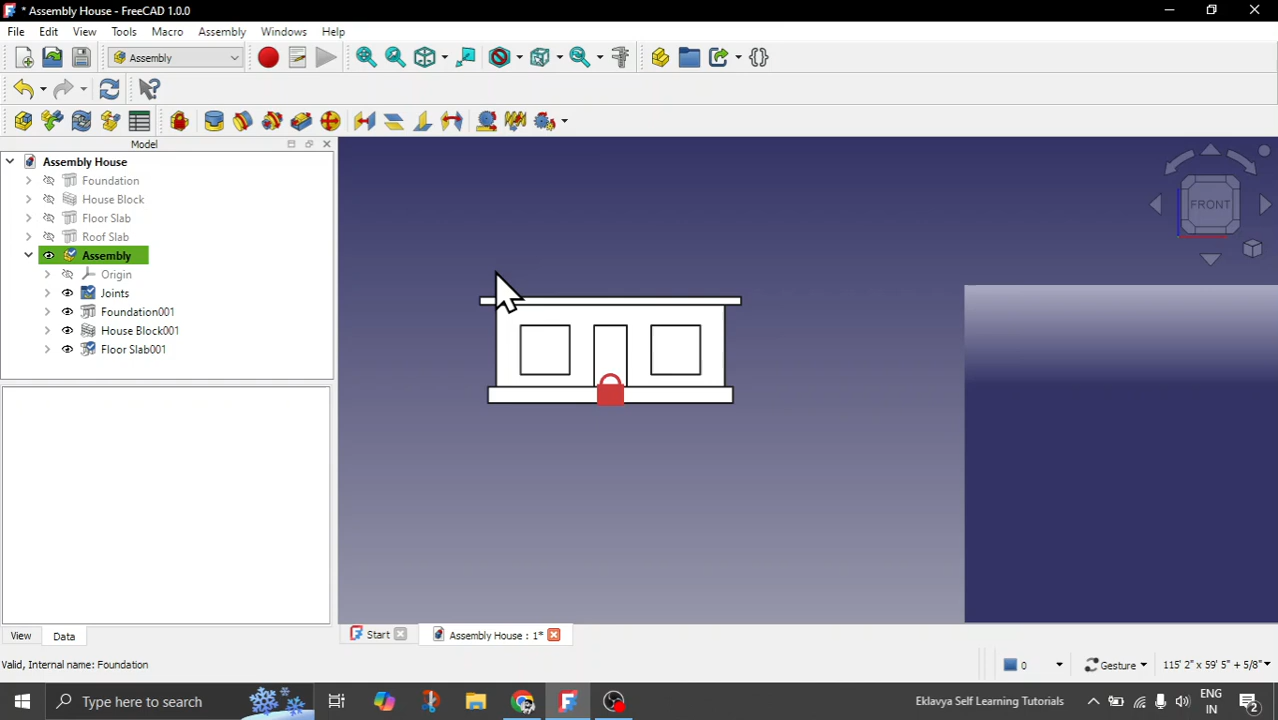 * Assembly House - FreeCAD 1.0.0
File Edit View Tools Macro Assembly Windows Help
Assembly
Model
Assembly House
Foundation
House Block
Floor Slab
Roof Slab
Assembly
Origin
Joints
Foundation001
House Block001
Floor Slab001
FRONT
View Data
Start
Assembly House : 1*
Valid, Internal name: Foundation
0
Gesture
115' 2" x 59' 5" + 5/8"
Type here to search
Eklavya Self Learning Tutorials
ENG
IN
2